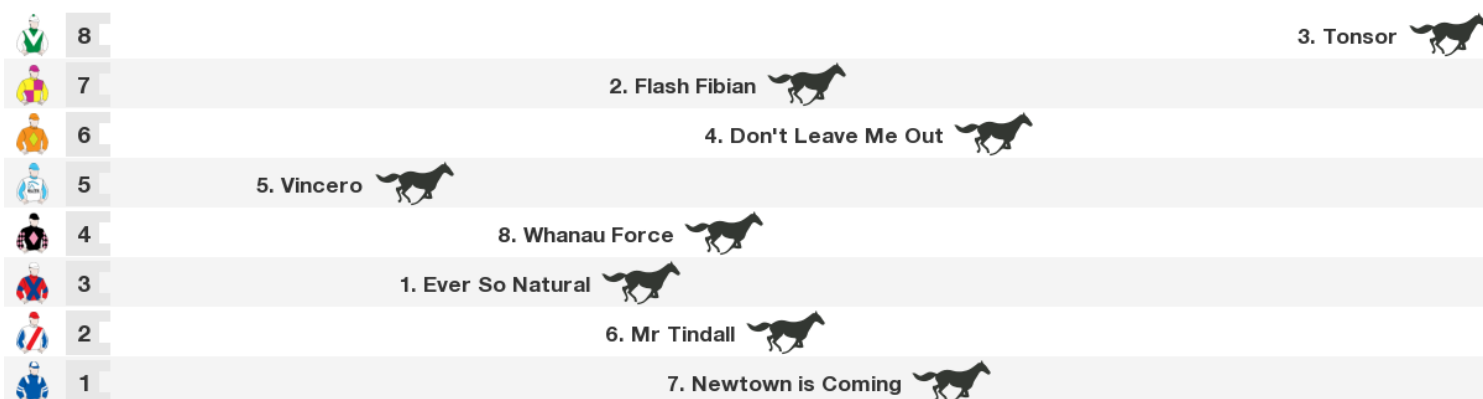 8 3. Tonsor
7 2. Flash Fibian
6 4. Don't Leave Me Out
5 5. Vincero
4 8. Whanau Force
3 1. Ever So Natural
2 6. Mr Tindall
1 7. Newtown is Coming